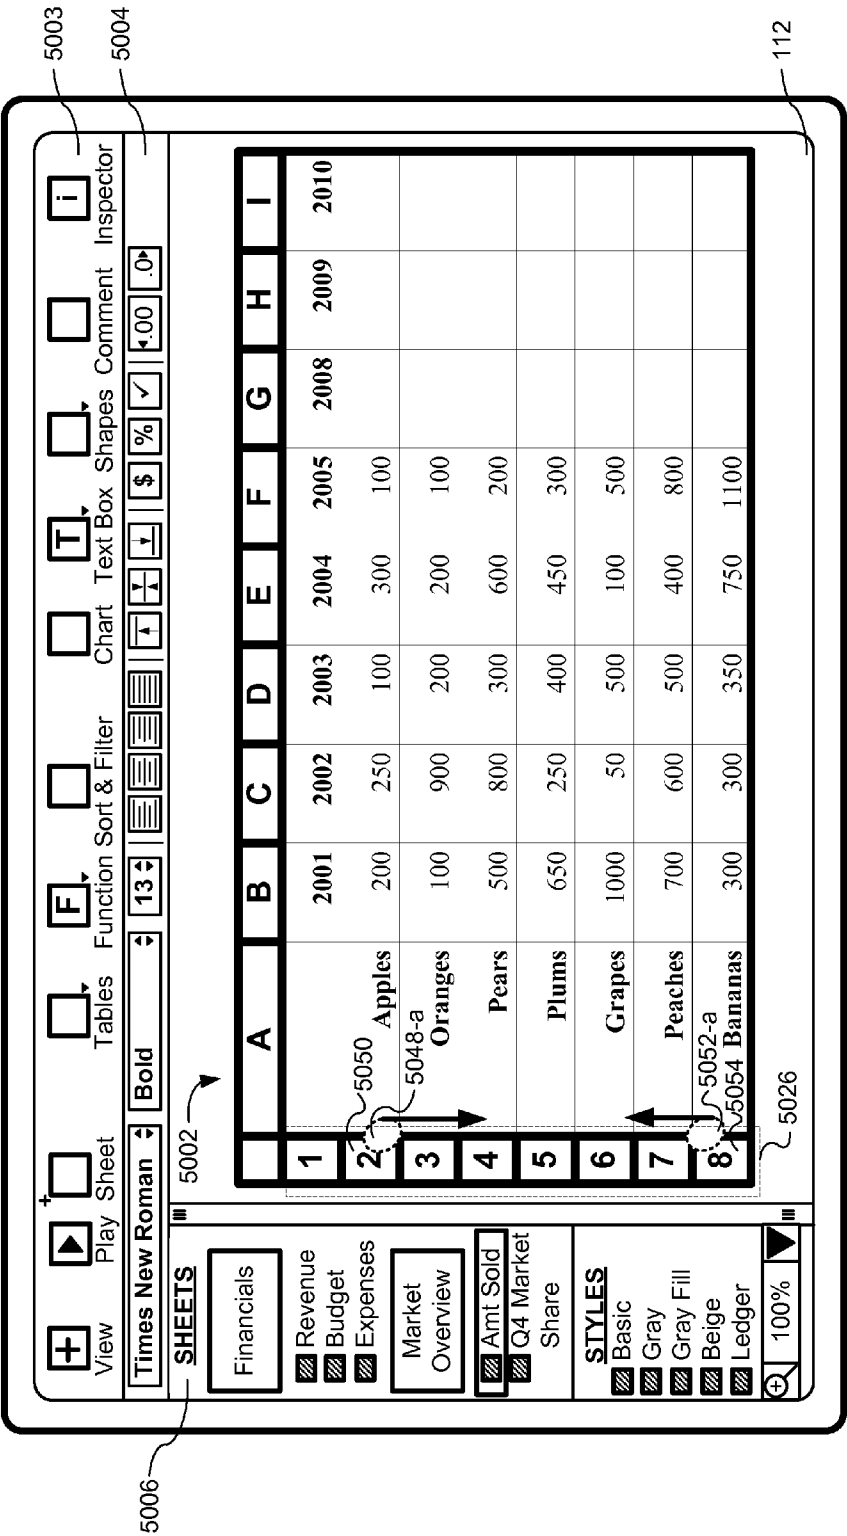 5003
5004
112
+
+ T F i
View Play Sheet Tables Function Sort & Filter Chart Text Box Shapes Comment Inspector
Times New Roman Bold 13 $ % ✓ .00 .0
5006
SHEETS
Financials
Revenue
Budget
Expenses
Market
Overview
Amt Sold
Q4 Market
Share
STYLES
Basic
Gray
Gray Fill
Beige
Ledger
100%
5002
A B C D E F G H I
1 2001 2002 2003 2004 2005 2008 2009 2010
2 Apples 200 250 100 300 100
3 Oranges 100 900 200 200 100
4 Pears 500 800 300 600 200
5 Plums 650 250 400 450 300
6 Grapes 1000 50 500 100 500
7 Peaches 700 600 500 400 800
8 Bananas 300 300 350 750 1100
5050
5048-a
5052-a
5054
5026